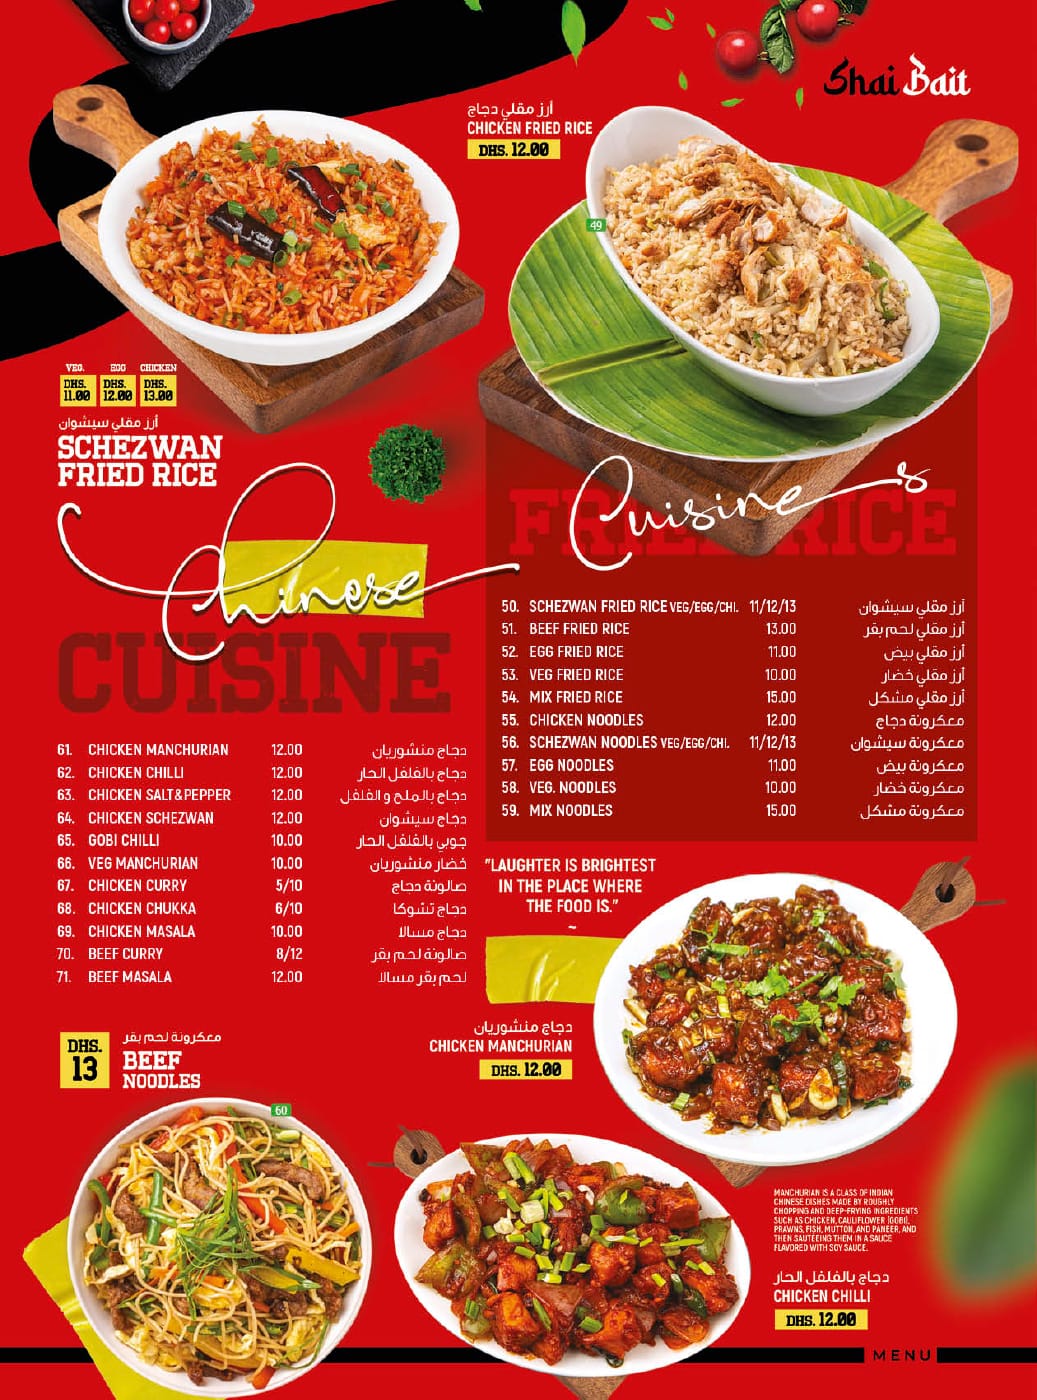 Shai Bait
أرز مقلي دجاج
CHICKEN FRIED RICE
DHS. 12.00
49
VEG. EGG CHICKEN
DHS. 11.00 DHS. 12.00 DHS. 13.00
أرز مقلي سيشوان
SCHEZWAN
FRIED RICE
Chinese Cuisines
CUISINE
FRIED RICE
50. SCHEZWAN FRIED RICE VEG/EGG/CHI. 11/12/13 أرز مقلي سيشوان
51. BEEF FRIED RICE 13.00 أرز مقلي لحم بقر
52. EGG FRIED RICE 11.00 أرز مقلي بيض
53. VEG FRIED RICE 10.00 أرز مقلي خضار
54. MIX FRIED RICE 15.00 أرز مقلي مشكل
55. CHICKEN NOODLES 12.00 معكرونة دجاج
56. SCHEZWAN NOODLES VEG/EGG/CHI. 11/12/13 معكرونة سيشوان
57. EGG NOODLES 11.00 معكرونة بيض
58. VEG. NOODLES 10.00 معكرونة خضار
59. MIX NOODLES 15.00 معكرونة مشكل
61. CHICKEN MANCHURIAN 12.00 دجاج منشوريان
62. CHICKEN CHILLI 12.00 دجاج بالفلفل الحار
63. CHICKEN SALT&PEPPER 12.00 دجاج بالملح و الفلفل
64. CHICKEN SCHEZWAN 12.00 دجاج سيشوان
65. GOBI CHILLI 10.00 جوبي بالفلفل الحار
66. VEG MANCHURIAN 10.00 خضار منشوريان
67. CHICKEN CURRY 5/10 صالونة دجاج
68. CHICKEN CHUKKA 6/10 دجاج تشوكا
69. CHICKEN MASALA 10.00 دجاج مسالا
70. BEEF CURRY 8/12 صالونة لحم بقر
71. BEEF MASALA 12.00 لحم بقر مسالا
"LAUGHTER IS BRIGHTEST
IN THE PLACE WHERE
THE FOOD IS."
~
دجاج منشوريان
CHICKEN MANCHURIAN
DHS. 12.00
DHS. 13
معكرونة لحم بقر
BEEF
NOODLES
60
MANCHURIAN IS A CLASS OF INDIAN
CHINESE DISHES MADE BY ROUGHLY
CHOPPING AND DEEP-FRYING INGREDIENTS
SUCH AS CHICKEN, CAULIFLOWER (GOBI),
PRAWNS, FISH, MUTTON, AND PANEER, AND
THEN SAUTEEING THEM IN A SAUCE
FLAVORED WITH SOY SAUCE.
دجاج بالفلفل الحار
CHICKEN CHILLI
DHS. 12.00
MENU